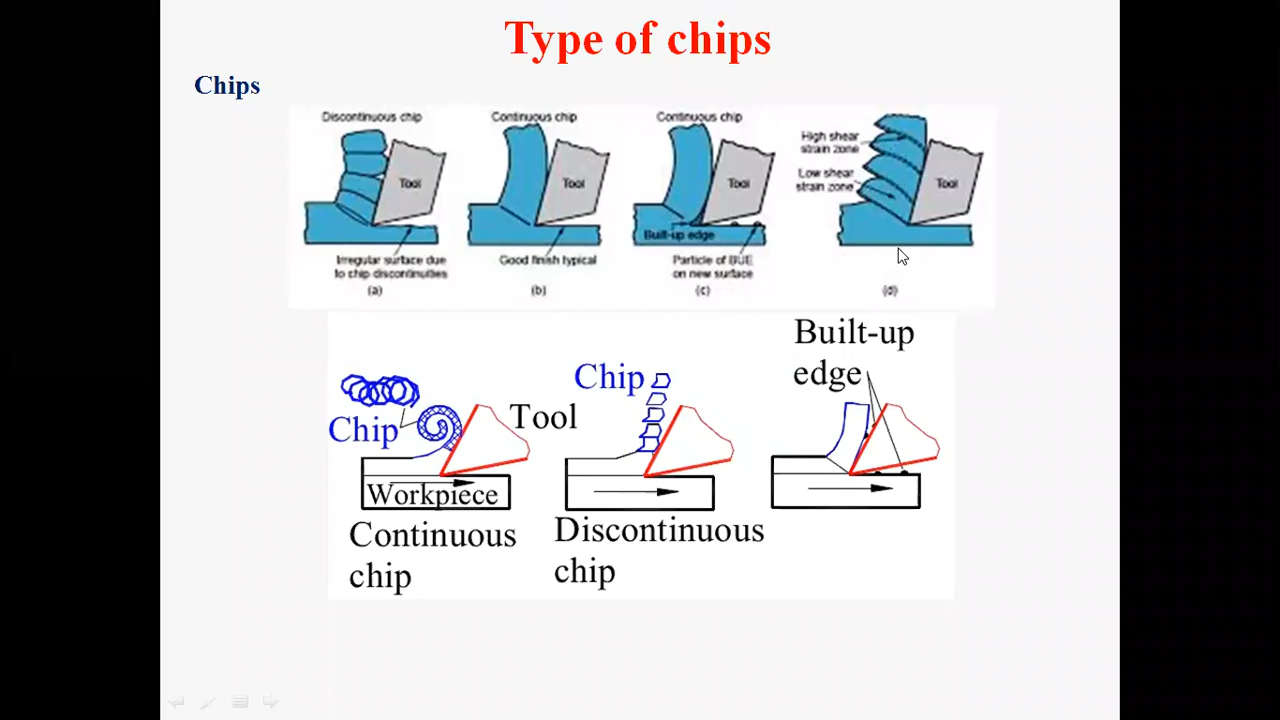 Type of chips
Chips
Discontinuous chip
Tool
Irregular surface due
to chip discontinuities
(a)
Continuous chip
Tool
Good finish typical
(b)
Continuous chip
Tool
Built-up edge
Particle of BUE
on new surface
(c)
High shear
strain zone
Low shear
strain zone
Tool
(d)
Chip
Tool
Workpiece
Continuous
chip
Chip
Discontinuous
chip
Built-up
edge